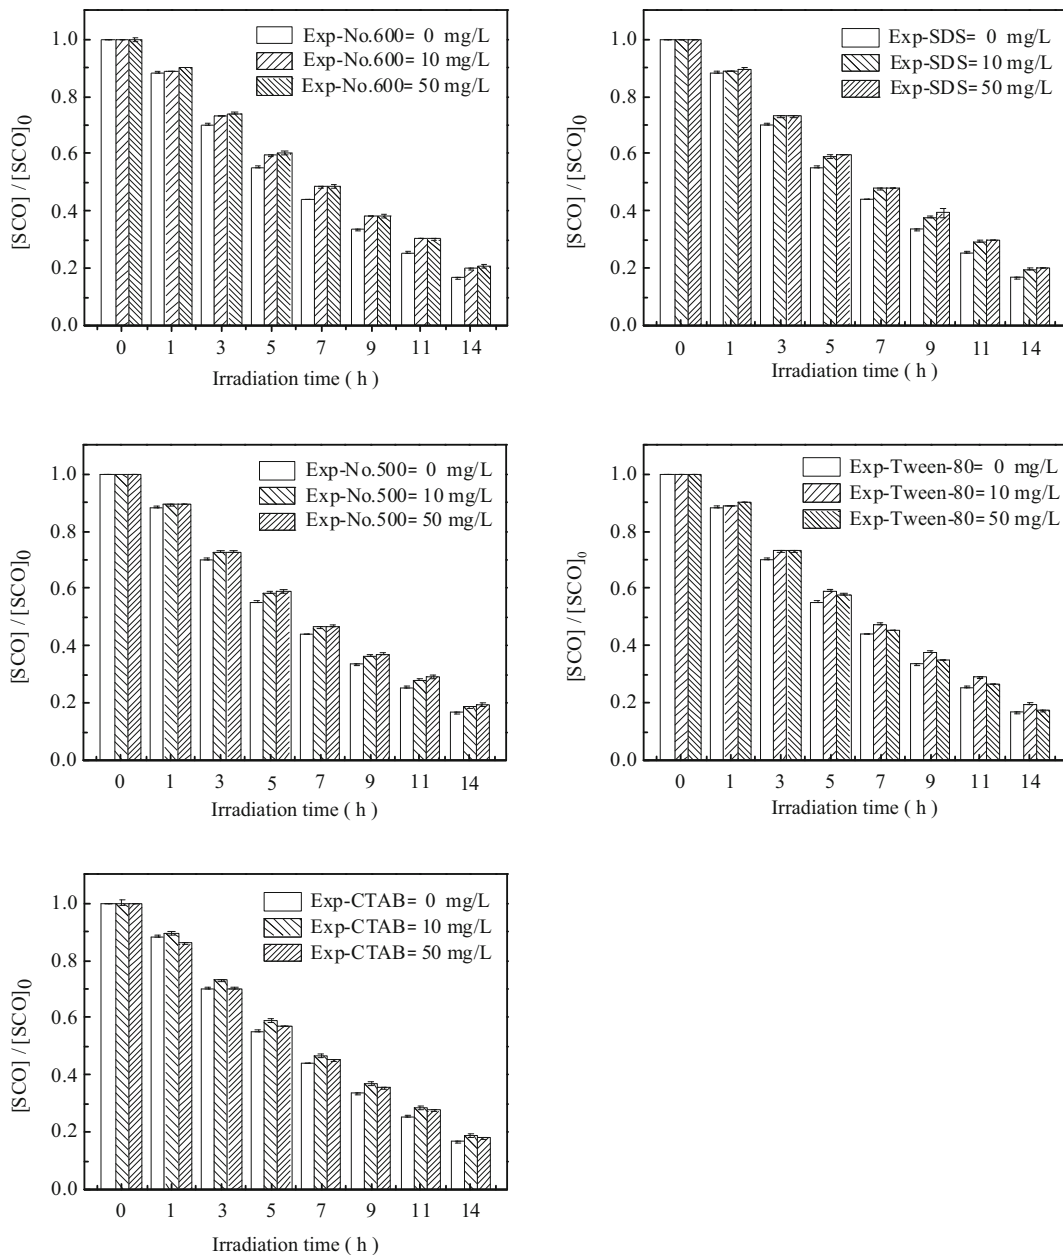 Exp-No.600= 0 mg/L
Exp-No.600= 10 mg/L
Exp-No.600= 50 mg/L
1.0
0.8
0.6
0.4
0.2
0.0
[SCO] / [SCO]0
0 1 3 5 7 9 11 14
Irradiation time ( h )
Exp-SDS= 0 mg/L
Exp-SDS= 10 mg/L
Exp-SDS= 50 mg/L
1.0
0.8
0.6
0.4
0.2
0.0
[SCO] / [SCO]0
0 1 3 5 7 9 11 14
Irradiation time ( h )
Exp-No.500= 0 mg/L
Exp-No.500= 10 mg/L
Exp-No.500= 50 mg/L
1.0
0.8
0.6
0.4
0.2
0.0
[SCO] / [SCO]0
0 1 3 5 7 9 11 14
Irradiation time ( h )
Exp-Tween-80= 0 mg/L
Exp-Tween-80= 10 mg/L
Exp-Tween-80= 50 mg/L
1.0
0.8
0.6
0.4
0.2
0.0
[SCO] / [SCO]0
0 1 3 5 7 9 11 14
Irradiation time ( h )
Exp-CTAB= 0 mg/L
Exp-CTAB= 10 mg/L
Exp-CTAB= 50 mg/L
1.0
0.8
0.6
0.4
0.2
0.0
[SCO] / [SCO]0
0 1 3 5 7 9 11 14
Irradiation time ( h )